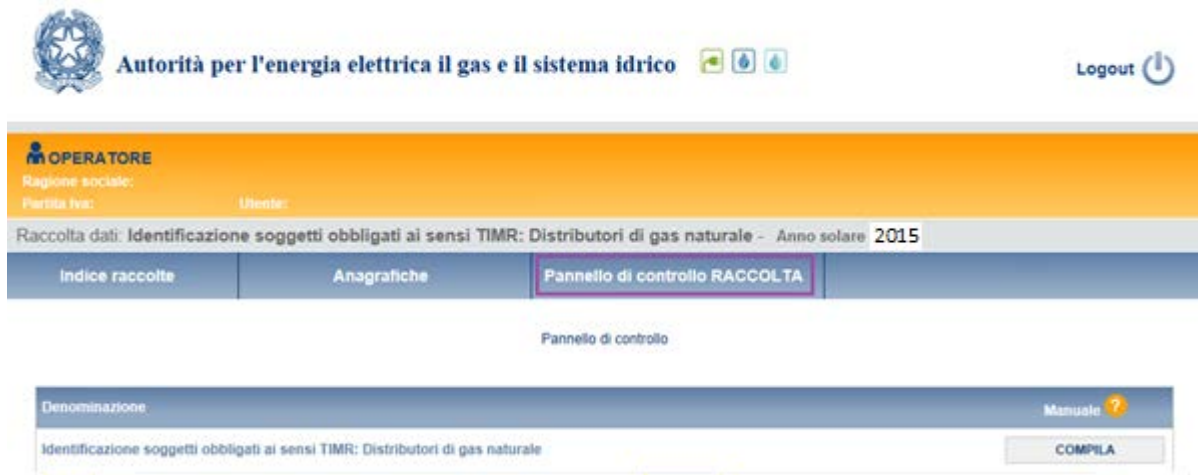 Autorità per l'energia elettrica il gas e il sistema idrico
Logout
OPERATORE
Ragione sociale:
Partita Iva: Utente:
Raccolta dati: Identificazione soggetti obbligati ai sensi TIMR: Distributori di gas naturale - Anno solare 2015
Indice raccolte Anagrafiche Pannello di controllo RACCOLTA
Pannello di controllo
Denominazione Manuale ?
Identificazione soggetti obbligati ai sensi TIMR: Distributori di gas naturale COMPILA